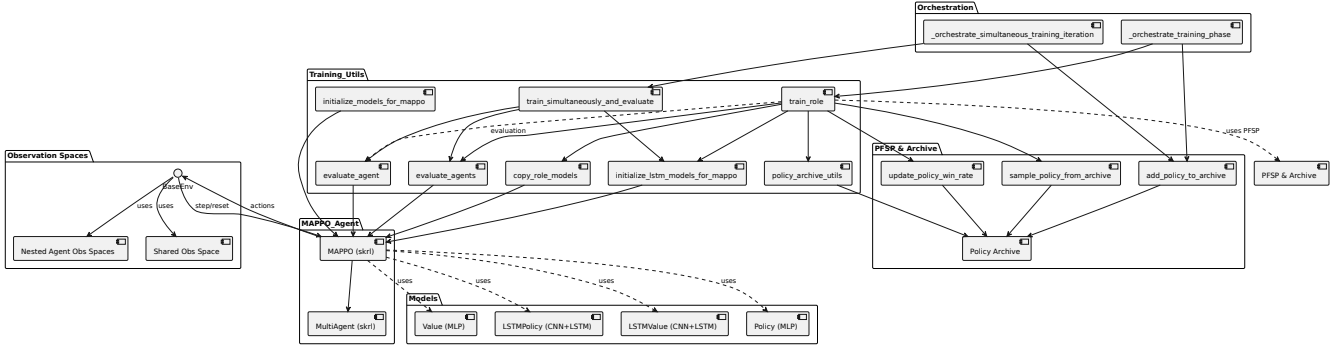 Orchestration
_orchestrate_simultaneous_training_iteration
_orchestrate_training_phase
Training_Utils
initialize_models_for_mappo
train_simultaneously_and_evaluate
train_role
evaluation
uses PFSP
Observation Spaces
PFSP & Archive
evaluate_agent
evaluate_agents
copy_role_models
initialize_lstm_models_for_mappo
policy_archive_utils
update_policy_win_rate
sample_policy_from_archive
add_policy_to_archive
PFSP & Archive
BaseEnv
uses
uses
step/reset
actions
MAPPO_Agent
Nested Agent Obs Spaces
Shared Obs Space
MAPPO (skrl)
Policy Archive
uses
uses
uses
uses
Models
MultiAgent (skrl)
Value (MLP)
LSTMPolicy (CNN+LSTM)
LSTMValue (CNN+LSTM)
Policy (MLP)